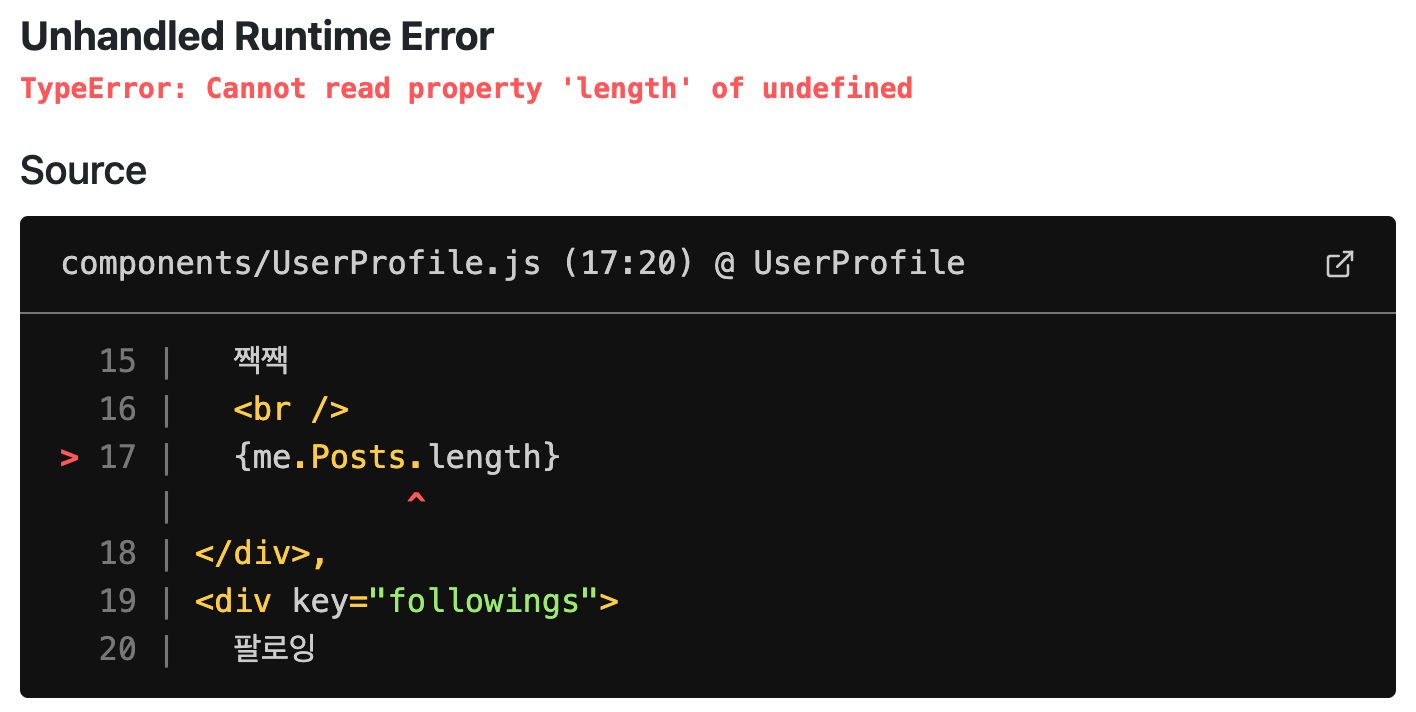 Unhandled Runtime Error
TypeError: Cannot read property 'length' of undefined
Source
components/UserProfile.js (17:20) @ UserProfile
15 |   짹짹
16 |   <br />
> 17 |   {me.Posts.length}
|            ^
18 | </div>,
19 | <div key="followings">
20 |   팔로잉